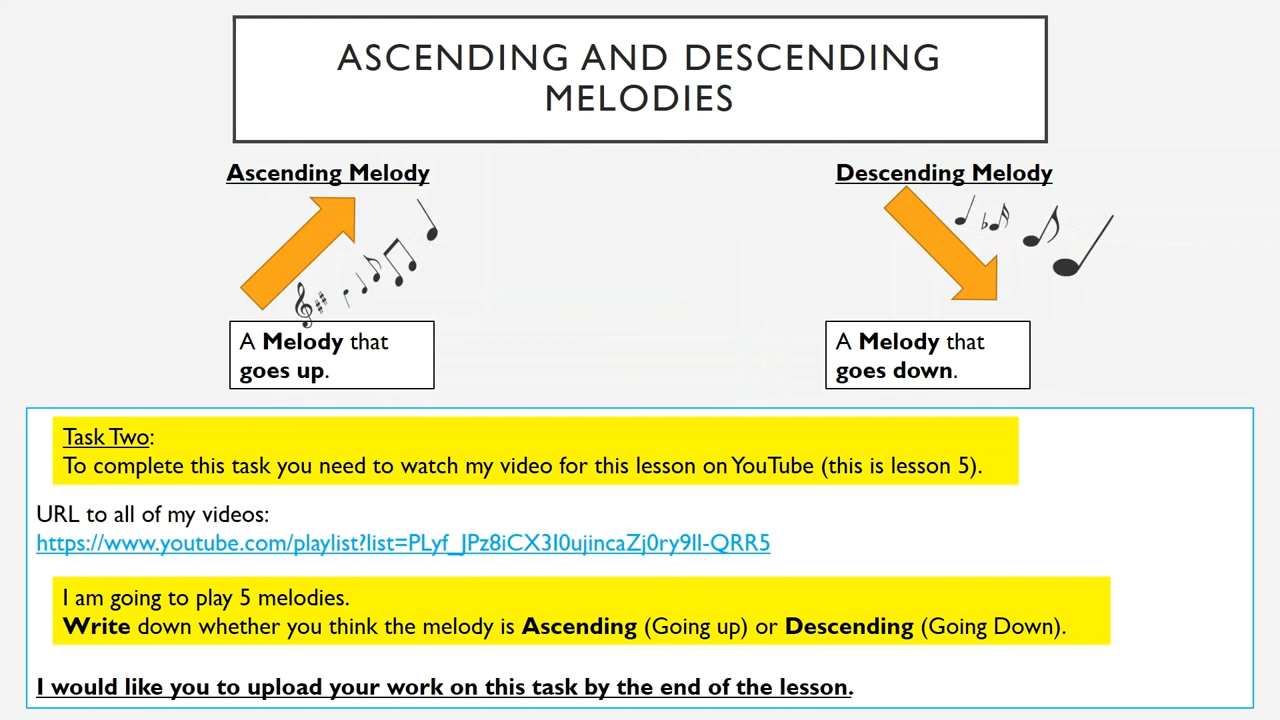 ASCENDING AND DESCENDING
MELODIES
Ascending Melody
A Melody that
goes up.
Descending Melody
A Melody that
goes down.
Task Two:
To complete this task you need to watch my video for this lesson on YouTube (this is lesson 5).
URL to all of my videos:
https://www.youtube.com/playlist?list=PLyf_JPz8iCX3I0ujincaZj0ry9II-QRR5
I am going to play 5 melodies.
Write down whether you think the melody is Ascending (Going up) or Descending (Going Down).
I would like you to upload your work on this task by the end of the lesson.